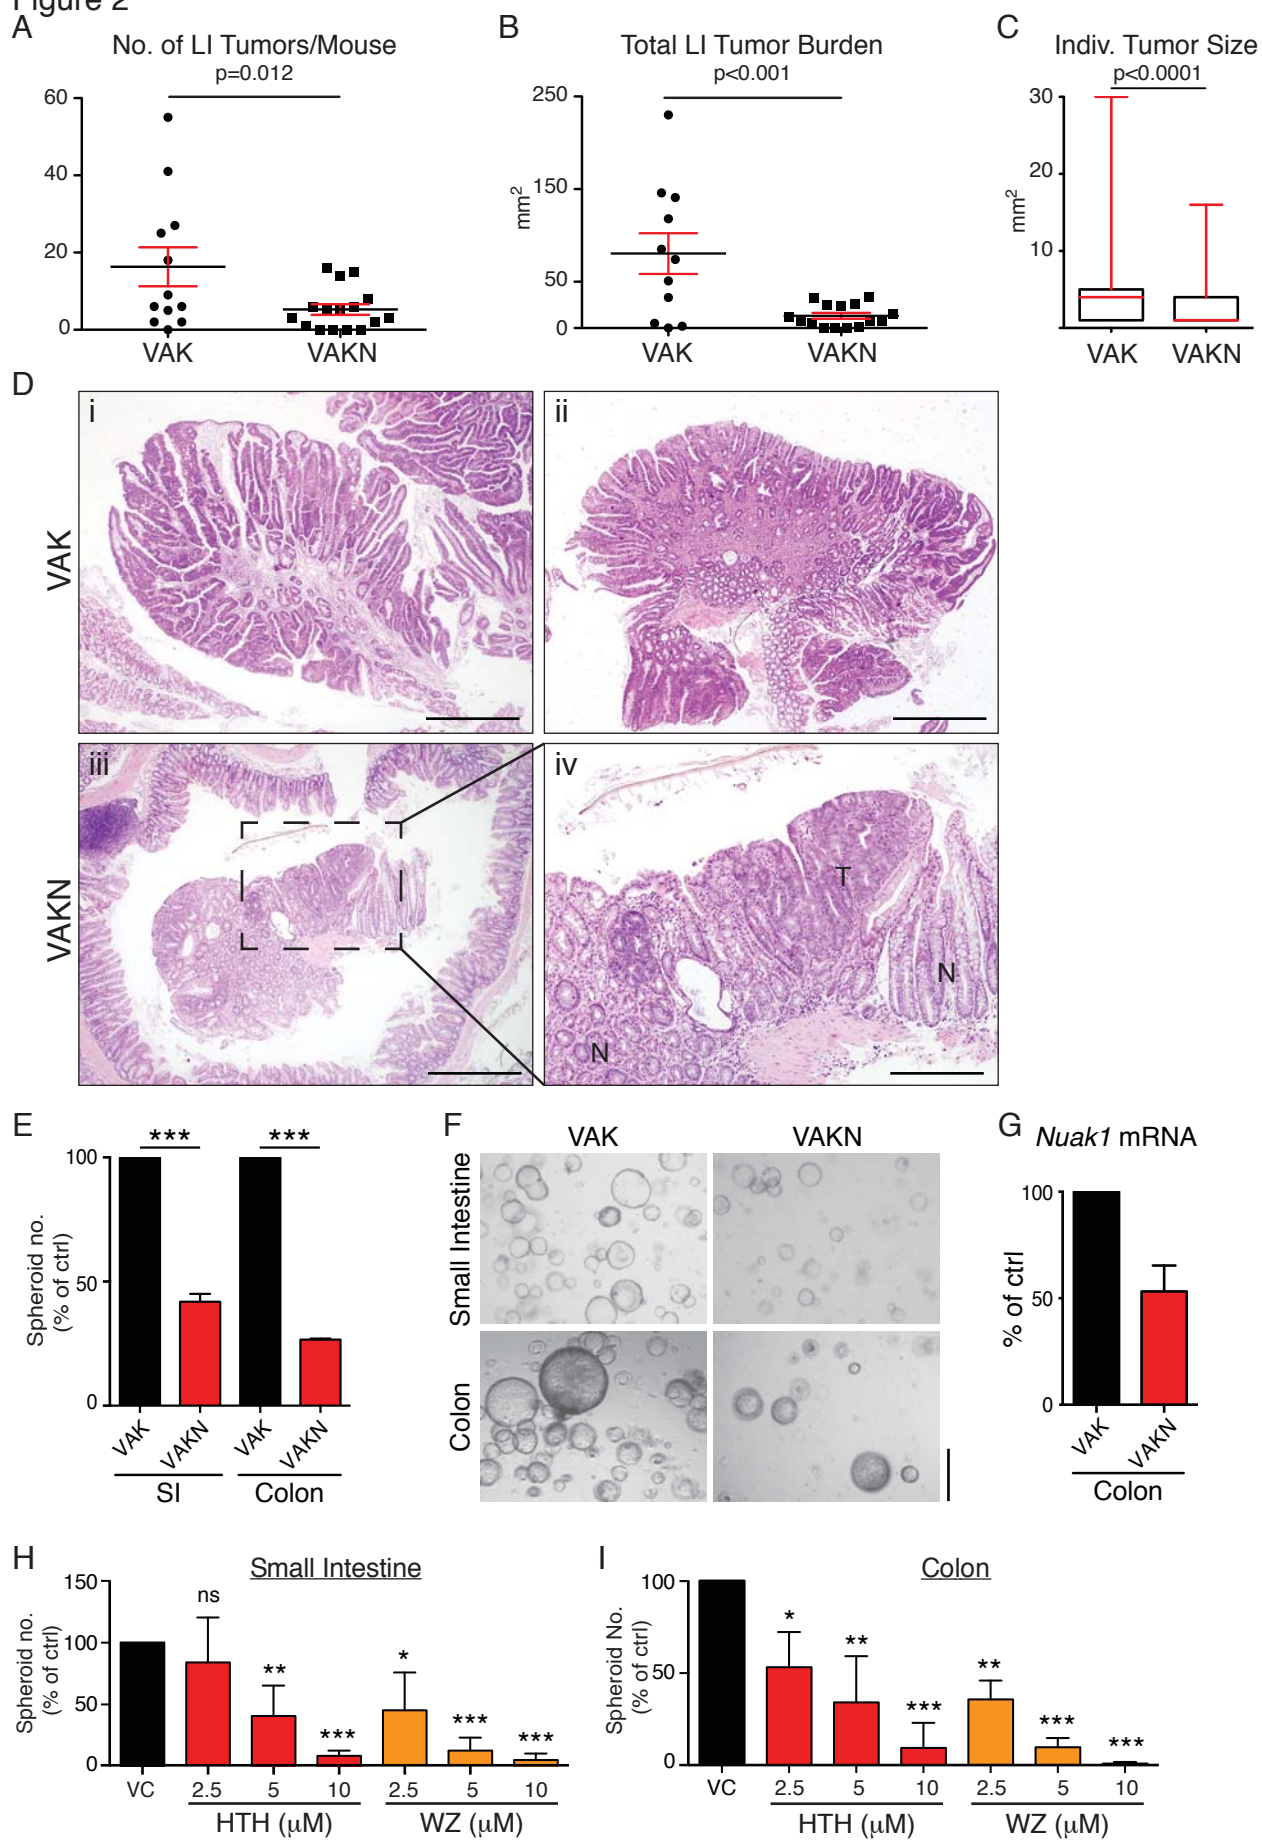 Figure 2
A
No. of LI Tumors/Mouse
p=0.012
60
40
20
0
VAK
VAKN
B
Total LI Tumor Burden
p<0.001
mm2
250
150
50
0
VAK
VAKN
C
Indiv. Tumor Size
p<0.0001
mm2
30
20
10
VAK
VAKN
D
VAK
i
ii
VAKN
iii
iv
T
N
N
E
Spheroid no.
(% of ctrl)
100
50
0
***
***
VAK
VAKN
VAK
VAKN
SI
Colon
F
VAK
VAKN
Small Intestine
Colon
G
Nuak1 mRNA
% of ctrl
100
50
0
VAK
VAKN
Colon
H
Small Intestine
Spheroid no.
(% of ctrl)
150
100
50
0
ns
**
***
*
***
***
VC
2.5
5
10
2.5
5
10
HTH (μM)
WZ (μM)
I
Colon
Spheroid No.
(% of ctrl)
100
50
0
*
**
***
**
***
***
VC
2.5
5
10
2.5
5
10
HTH (μM)
WZ (μM)